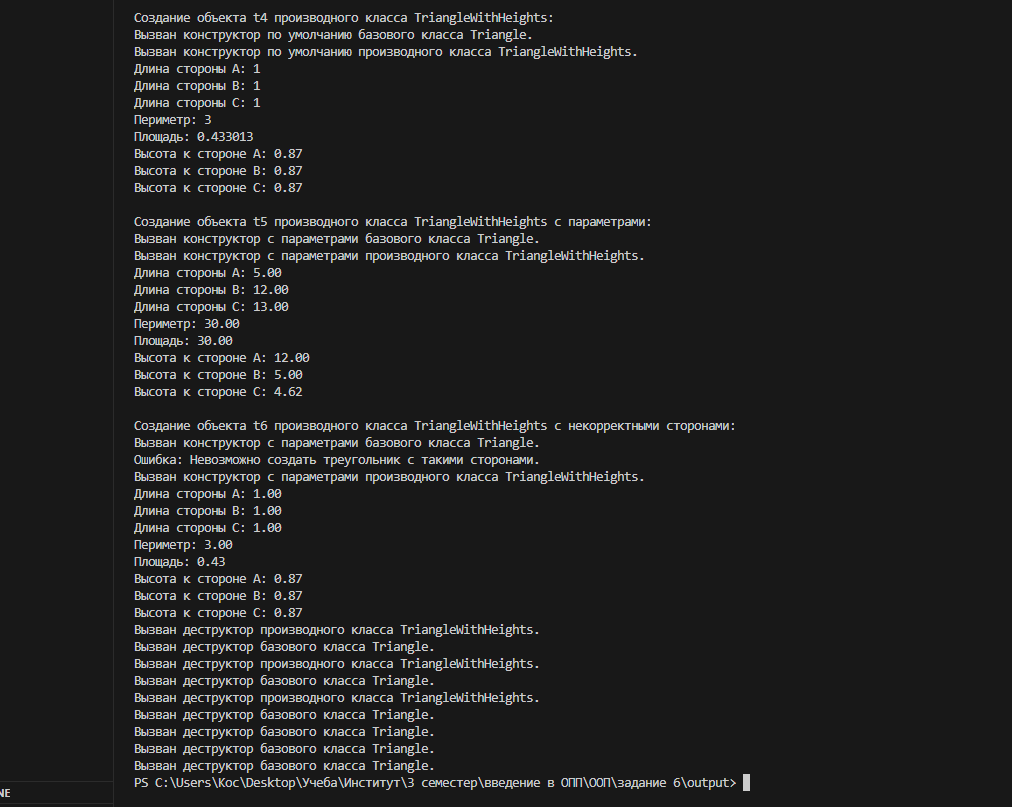 Создание объекта t4 производного класса TriangleWithHeights:
Вызван конструктор по умолчанию базового класса Triangle.
Вызван конструктор по умолчанию производного класса TriangleWithHeights.
Длина стороны A: 1
Длина стороны B: 1
Длина стороны C: 1
Периметр: 3
Площадь: 0.433013
Высота к стороне A: 0.87
Высота к стороне B: 0.87
Высота к стороне C: 0.87
Создание объекта t5 производного класса TriangleWithHeights с параметрами:
Вызван конструктор с параметрами базового класса Triangle.
Вызван конструктор с параметрами производного класса TriangleWithHeights.
Длина стороны A: 5.00
Длина стороны B: 12.00
Длина стороны C: 13.00
Периметр: 30.00
Площадь: 30.00
Высота к стороне A: 12.00
Высота к стороне B: 5.00
Высота к стороне C: 4.62
Создание объекта t6 производного класса TriangleWithHeights с некорректными сторонами:
Вызван конструктор с параметрами базового класса Triangle.
Ошибка: Невозможно создать треугольник с такими сторонами.
Вызван конструктор с параметрами производного класса TriangleWithHeights.
Длина стороны A: 1.00
Длина стороны B: 1.00
Длина стороны C: 1.00
Периметр: 3.00
Площадь: 0.43
Высота к стороне A: 0.87
Высота к стороне B: 0.87
Высота к стороне C: 0.87
Вызван деструктор производного класса TriangleWithHeights.
Вызван деструктор базового класса Triangle.
Вызван деструктор производного класса TriangleWithHeights.
Вызван деструктор базового класса Triangle.
Вызван деструктор производного класса TriangleWithHeights.
Вызван деструктор базового класса Triangle.
Вызван деструктор базового класса Triangle.
Вызван деструктор базового класса Triangle.
Вызван деструктор базового класса Triangle.
PS C:\Users\Koc\Desktop\Учеба\Институт\3 семестр\введение в ОПП\ООП\задание 6\output>
NE